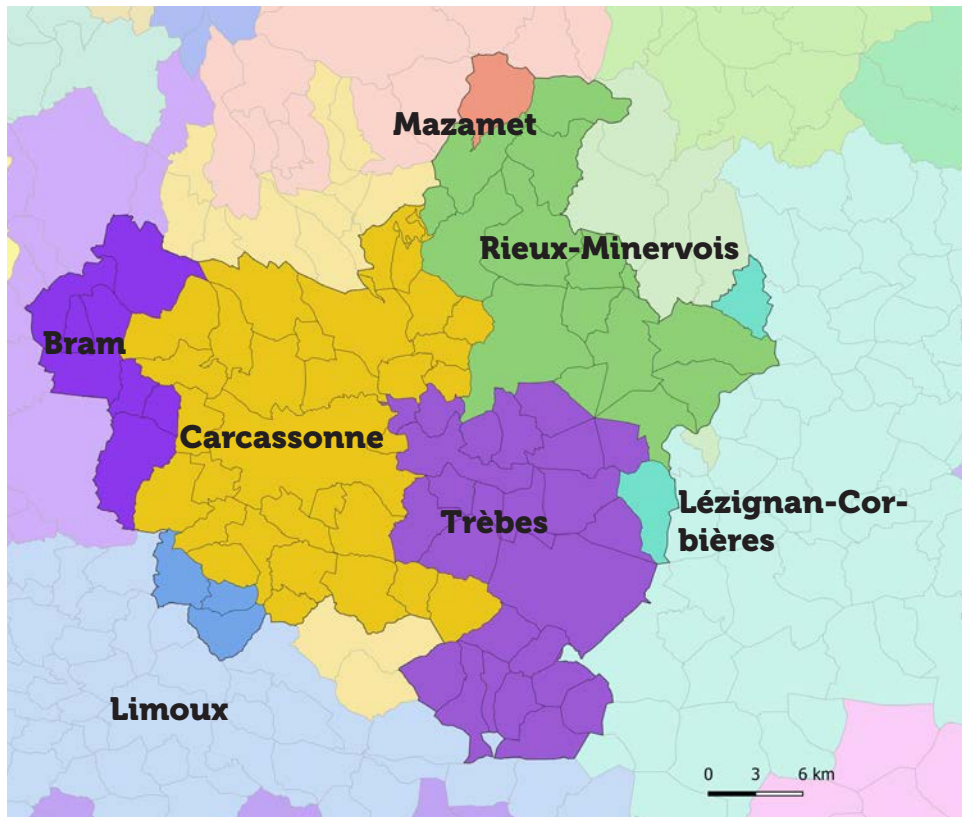 Mazamet
Rieux-Minervois
Bram
Carcassonne
Trèbes
Lézignan-Cor-
bières
Limoux
0 3 6 km